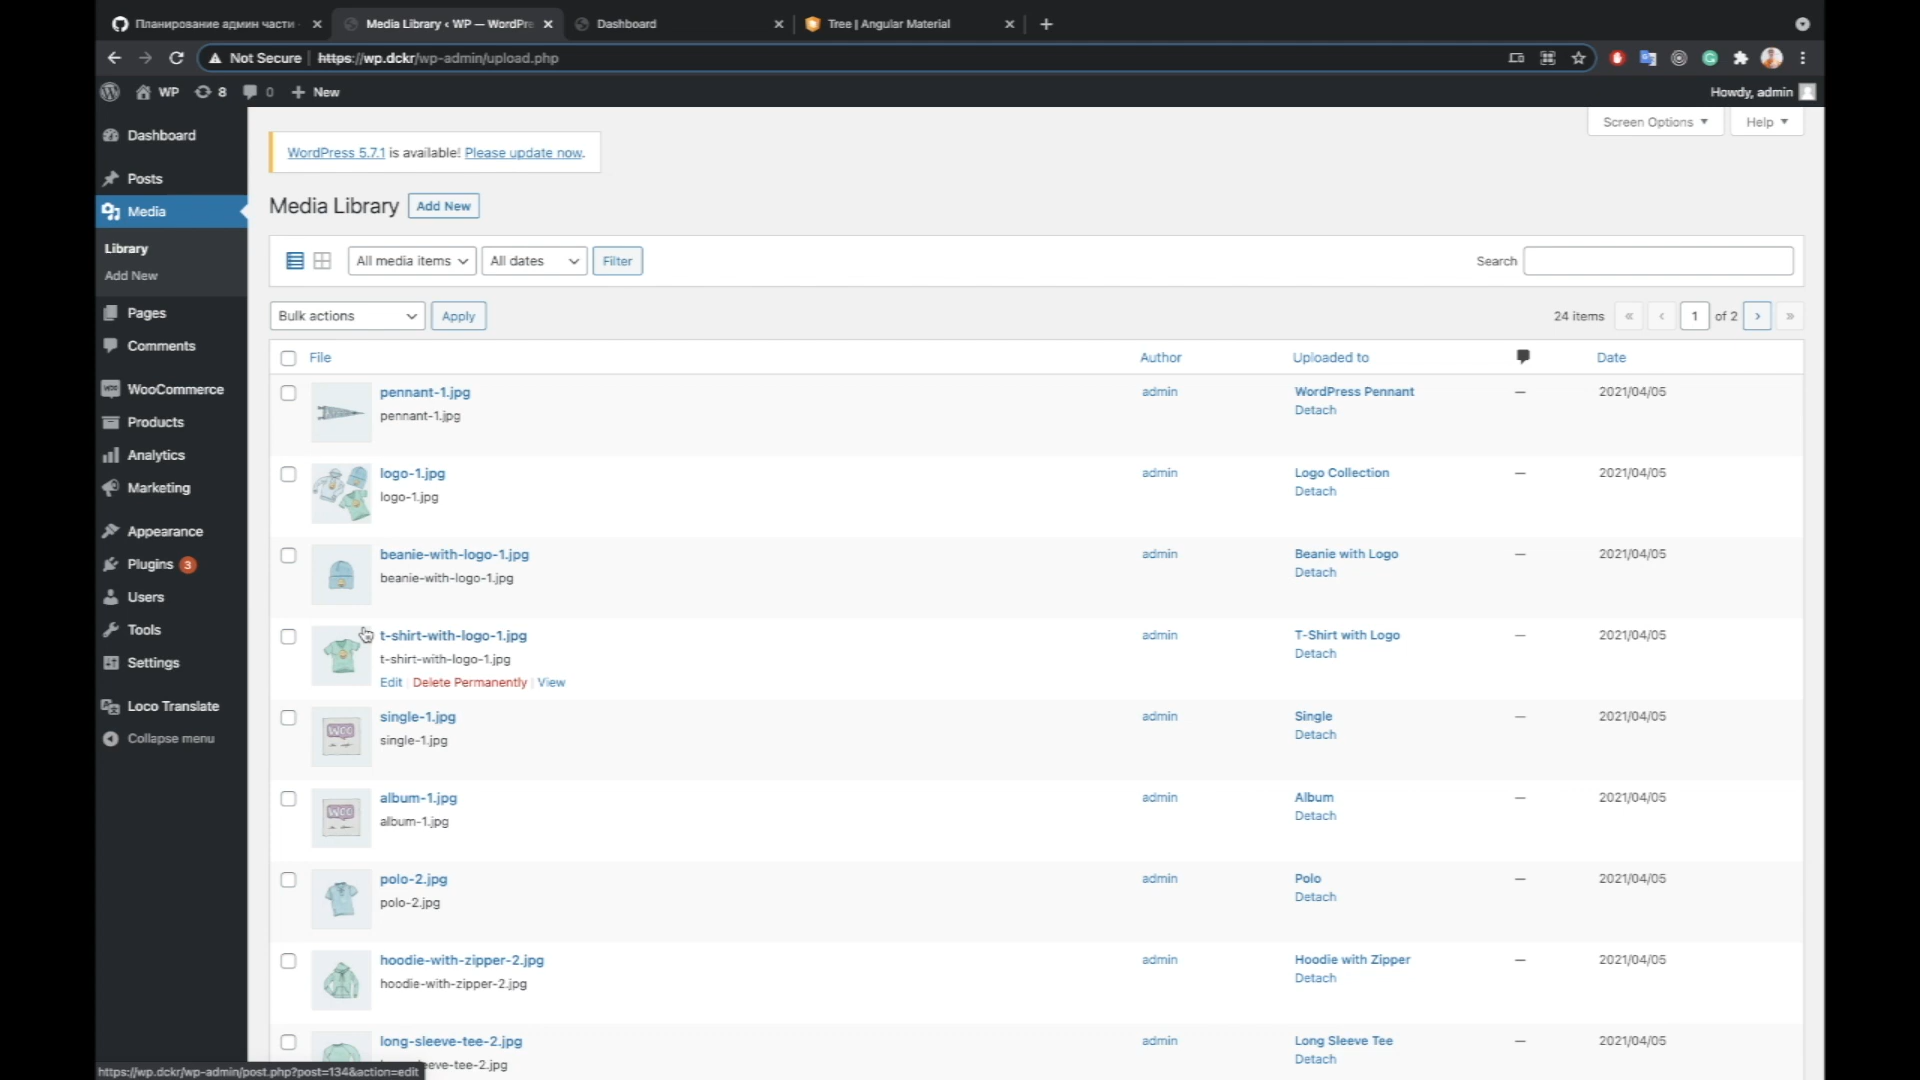 Планирование админ части
Media Library ‹ WP — WordPre
Dashboard
Tree | Angular Material
Not Secure | https://wp.dckr/wp-admin/upload.php
WP 8 0 New
Howdy, admin
Dashboard
Posts
Media
Library
Add New
Pages
Comments
WooCommerce
Products
Analytics
Marketing
Appearance
Plugins 3
Users
Tools
Settings
Loco Translate
Collapse menu
Screen Options
Help
WordPress 5.7.1 is available! Please update now.
Media Library Add New
All media items All dates Filter
Search
Bulk actions Apply
24 items « ‹ 1 of 2 › »
File Author Uploaded to Date
pennant-1.jpg admin WordPress Pennant — 2021/04/05
pennant-1.jpg Detach
logo-1.jpg admin Logo Collection — 2021/04/05
logo-1.jpg Detach
beanie-with-logo-1.jpg admin Beanie with Logo — 2021/04/05
beanie-with-logo-1.jpg Detach
t-shirt-with-logo-1.jpg admin T-Shirt with Logo — 2021/04/05
t-shirt-with-logo-1.jpg Detach
Edit | Delete Permanently | View
single-1.jpg admin Single — 2021/04/05
single-1.jpg Detach
album-1.jpg admin Album — 2021/04/05
album-1.jpg Detach
polo-2.jpg admin Polo — 2021/04/05
polo-2.jpg Detach
hoodie-with-zipper-2.jpg admin Hoodie with Zipper — 2021/04/05
hoodie-with-zipper-2.jpg Detach
long-sleeve-tee-2.jpg admin Long Sleeve Tee — 2021/04/05
eeve-tee-2.jpg Detach
https://wp.dckr/wp-admin/post.php?post=134&action=edit